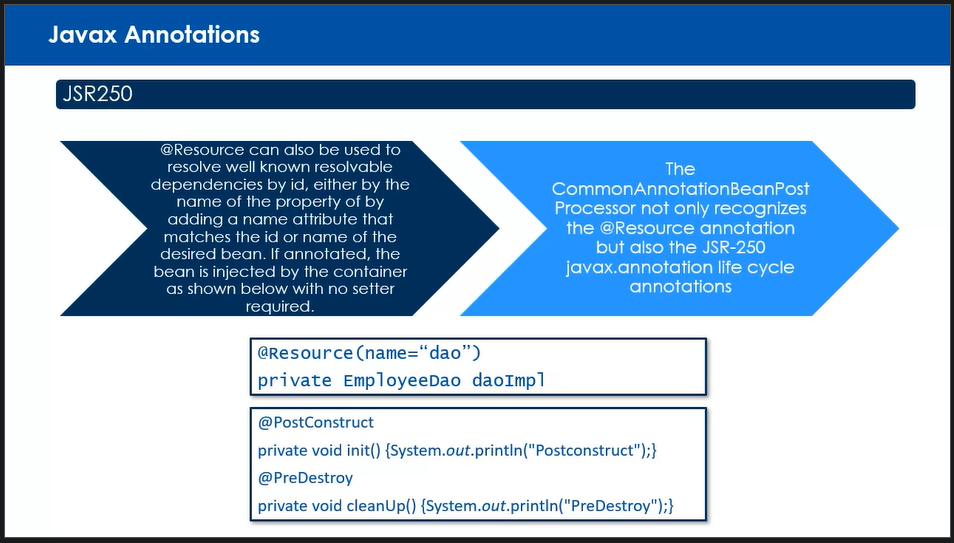 Javax Annotations
JSR250
@Resource can also be used to
resolve well known resolvable
dependencies by id, either by the
name of the property of by
adding a name attribute that
matches the id or name of the
desired bean. If annotated, the
bean is injected by the container
as shown below with no setter
required.
The
CommonAnnotationBeanPost
Processor not only recognizes
the @Resource annotation
but also the JSR-250
javax.annotation life cycle
annotations
@Resource(name=“dao”)
private EmployeeDao daoImpl
@PostConstruct
private void init() {System.out.println("Postconstruct");}
@PreDestroy
private void cleanUp() {System.out.println("PreDestroy");}